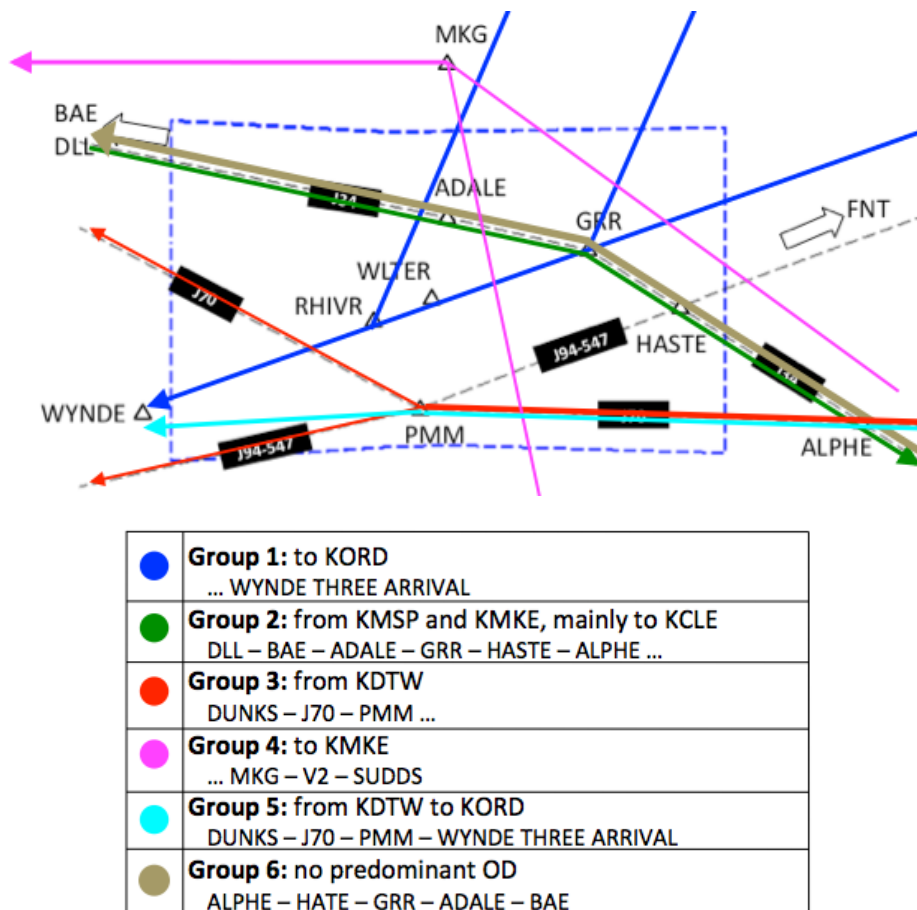 MKG
BAE
DLL
ADALE
GRR
FNT
J34
WLTER
RHIVR
J70
HASTE
J94-547
J34
WYNDE
PMM
J70
ALPHE
J94-547
Group 1: to KORD
... WYNDE THREE ARRIVAL
Group 2: from KMSP and KMKE, mainly to KCLE
DLL – BAE – ADALE – GRR – HASTE – ALPHE ...
Group 3: from KDTW
DUNKS – J70 – PMM ...
Group 4: to KMKE
... MKG – V2 – SUDDS
Group 5: from KDTW to KORD
DUNKS – J70 – PMM – WYNDE THREE ARRIVAL
Group 6: no predominant OD
ALPHE – HATE – GRR – ADALE – BAE